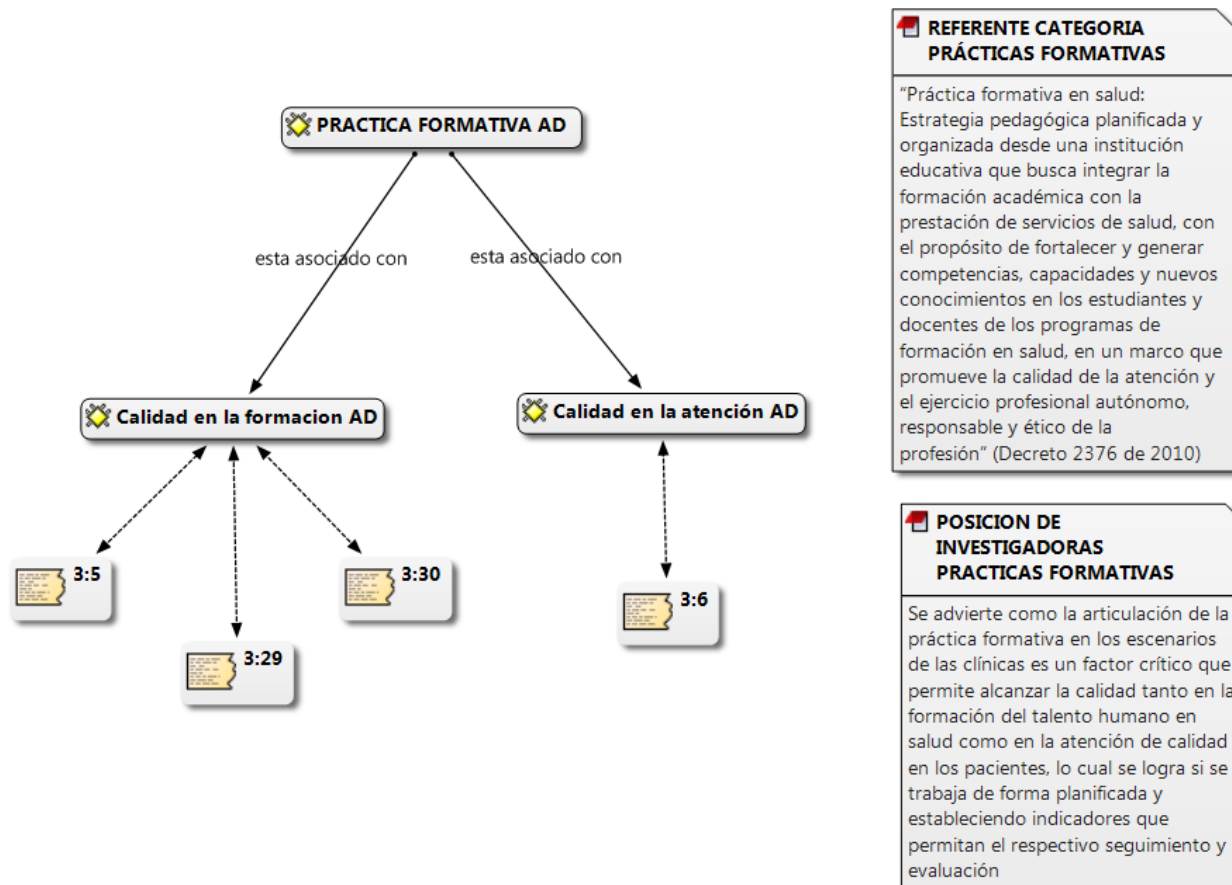 PRACTICA FORMATIVA AD
esta asociado con
esta asociado con
Calidad en la formacion AD
Calidad en la atención AD
3:5
3:29
3:30
3:6
REFERENTE CATEGORIA
PRÁCTICAS FORMATIVAS
“Práctica formativa en salud:
Estrategia pedagógica planificada y
organizada desde una institución
educativa que busca integrar la
formación académica con la
prestación de servicios de salud, con
el propósito de fortalecer y generar
competencias, capacidades y nuevos
conocimientos en los estudiantes y
docentes de los programas de
formación en salud, en un marco que
promueve la calidad de la atención y
el ejercicio profesional autónomo,
responsable y ético de la
profesión” (Decreto 2376 de 2010)
POSICION DE
INVESTIGADORAS
PRACTICAS FORMATIVAS
Se advierte como la articulación de la
práctica formativa en los escenarios
de las clínicas es un factor crítico que
permite alcanzar la calidad tanto en la
formación del talento humano en
salud como en la atención de calidad
en los pacientes, lo cual se logra si se
trabaja de forma planificada y
estableciendo indicadores que
permitan el respectivo seguimiento y
evaluación